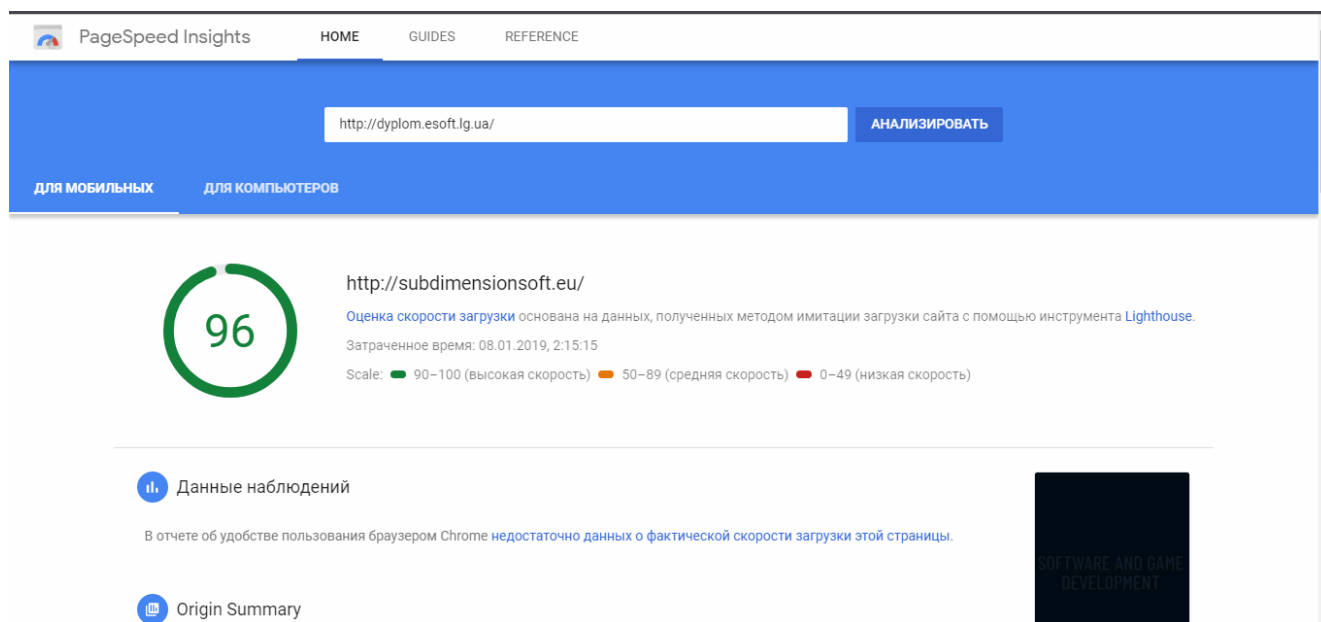 PageSpeed Insights HOME GUIDES REFERENCE
http://dyplom.esoft.lg.ua/ АНАЛИЗИРОВАТЬ
ДЛЯ МОБИЛЬНЫХ ДЛЯ КОМПЬЮТЕРОВ
96
http://subdimensionsoft.eu/
Оценка скорости загрузки основана на данных, полученных методом имитации загрузки сайта с помощью инструмента Lighthouse.
Затраченное время: 08.01.2019, 2:15:15
Scale: 90–100 (высокая скорость) 50–89 (средняя скорость) 0–49 (низкая скорость)
Данные наблюдений
В отчете об удобстве пользования браузером Chrome недостаточно данных о фактической скорости загрузки этой страницы.
SOFTWARE AND GAME
DEVELOPMENT
Origin Summary